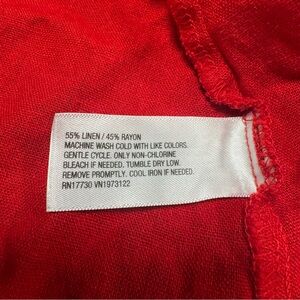 55% LINEN / 45% RAYON
MACHINE WASH COLD WITH LIKE COLORS.
GENTLE CYCLE. ONLY NON-CHLORINE
BLEACH IF NEEDED. TUMBLE DRY LOW.
REMOVE PROMPTLY. COOL IRON IF NEEDED.
RN17730 VN1973122